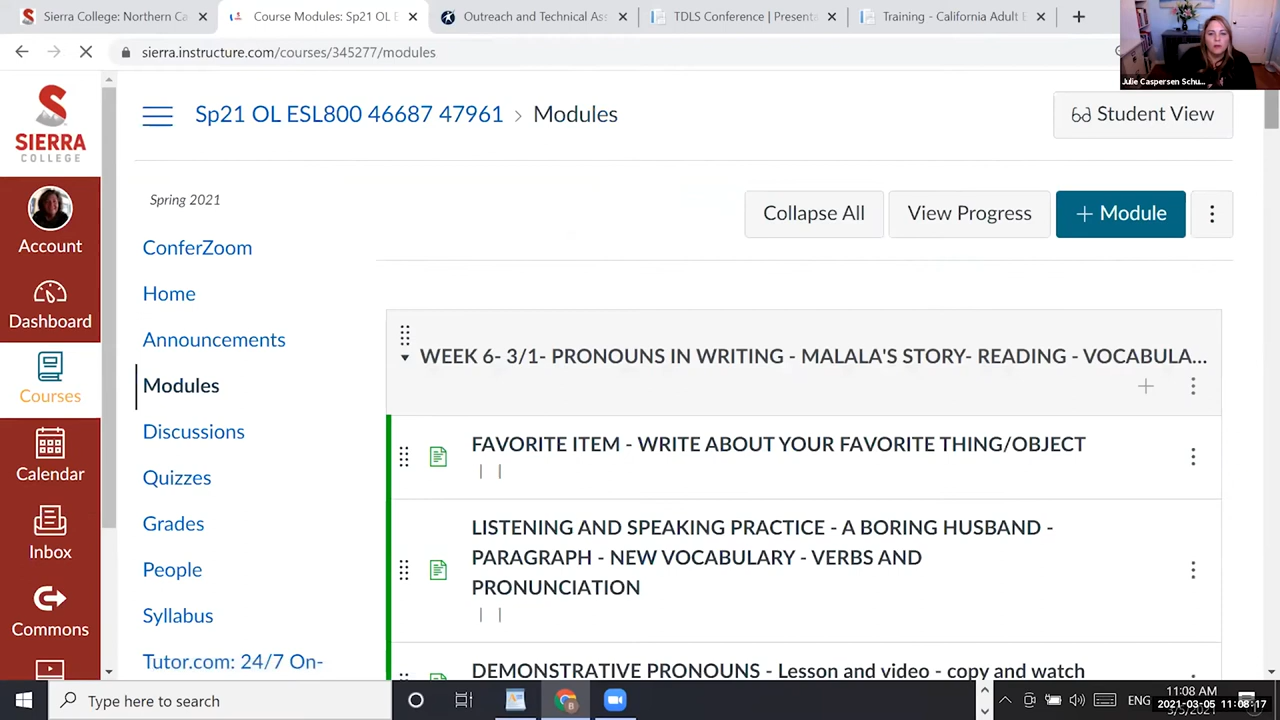 Sierra College: Northern Ca
Course Modules: Sp21 OL E
Outreach and Technical Ass
TDLS Conference | Presenta
Training - California Adult E
sierra.instructure.com/courses/345277/modules
Julie Caspersen Schu...
SIERRA
COLLEGE
Sp21 OL ESL800 46687 47961 > Modules
Student View
Spring 2021
Collapse All
View Progress
+ Module
Account
Dashboard
Courses
Calendar
Inbox
Commons
ConferZoom
Home
Announcements
Modules
Discussions
Quizzes
Grades
People
Syllabus
Tutor.com: 24/7 On-
WEEK 6- 3/1- PRONOUNS IN WRITING - MALALA'S STORY- READING - VOCABULA...
FAVORITE ITEM - WRITE ABOUT YOUR FAVORITE THING/OBJECT
| |
LISTENING AND SPEAKING PRACTICE - A BORING HUSBAND -
PARAGRAPH - NEW VOCABULARY - VERBS AND
PRONUNCIATION
| |
DEMONSTRATIVE PRONOUNS - Lesson and video - copy and watch
Type here to search
ENG
11:08 AM
2021-03-05 11:08:17